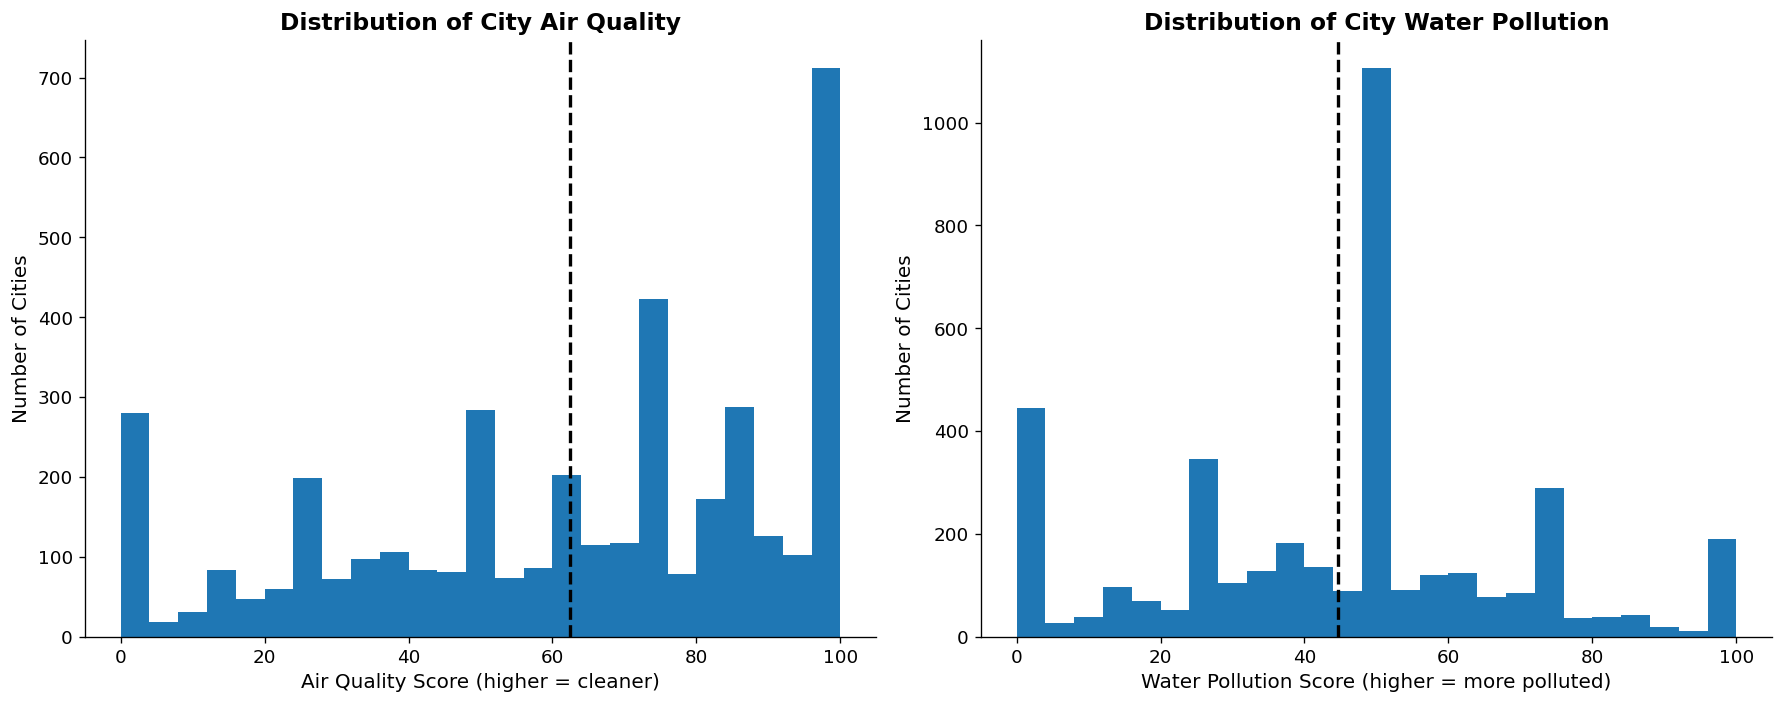 Distribution of City Air Quality
700
600
500
400
300
200
100
0
Number of Cities
0 20 40 60 80 100
Air Quality Score (higher = cleaner)
Distribution of City Water Pollution
1000
800
600
400
200
0
Number of Cities
0 20 40 60 80 100
Water Pollution Score (higher = more polluted)